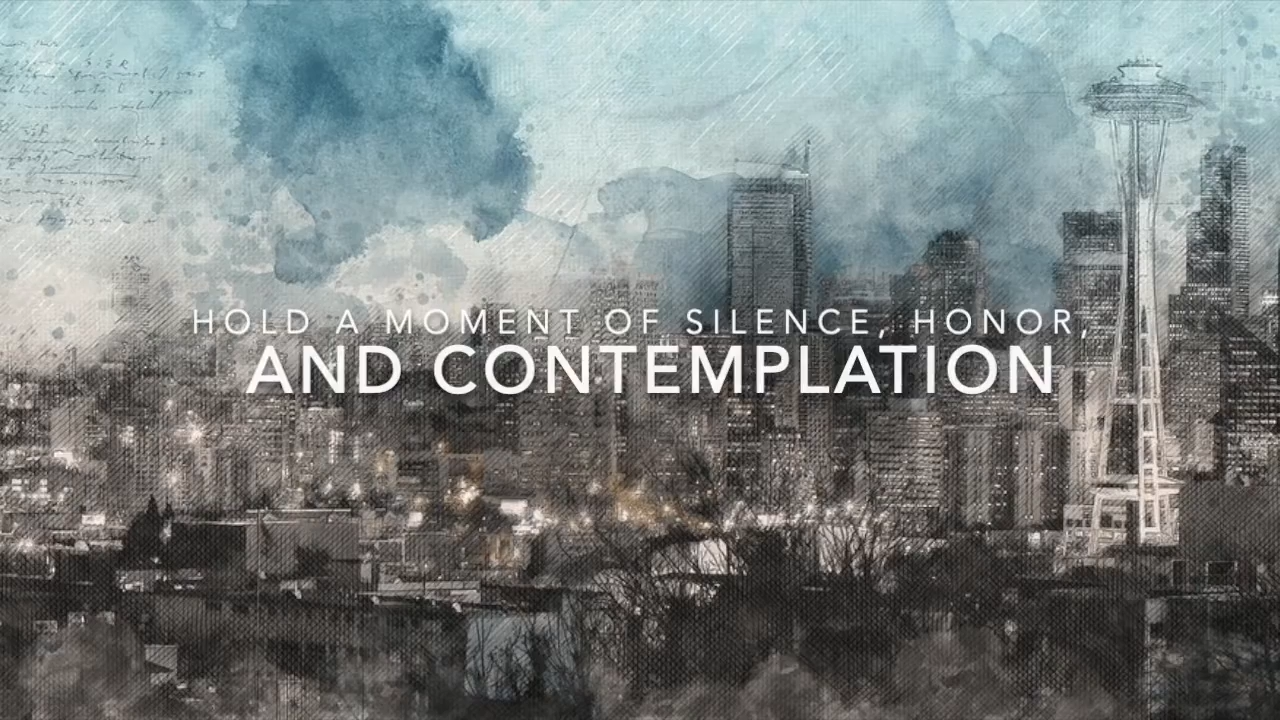 HOLD A MOMENT OF SILENCE, HONOR,
AND CONTEMPLATION